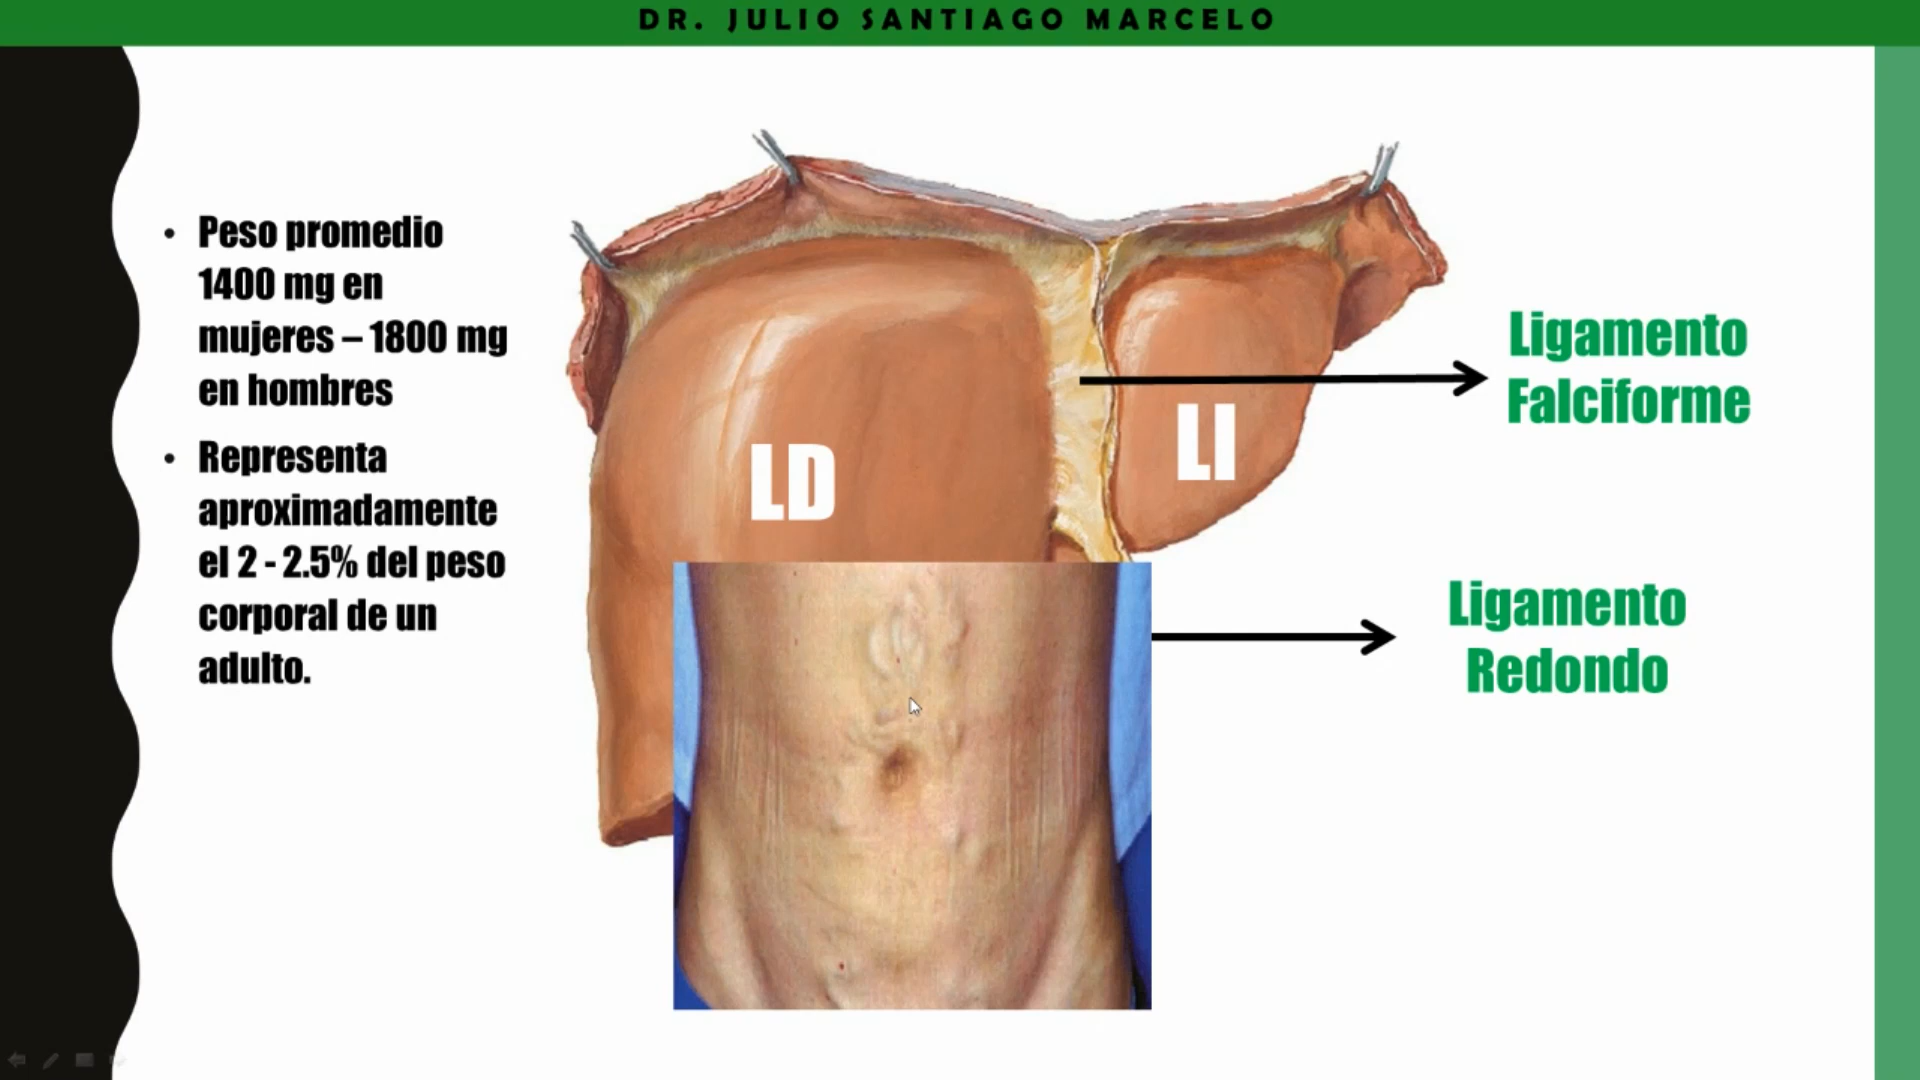 DR. JULIO SANTIAGO MARCELO
• Peso promedio
1400 mg en
mujeres – 1800 mg
en hombres
• Representa
aproximadamente
el 2 - 2.5% del peso
corporal de un
adulto.
LD
LI
Ligamento
Falciforme
Ligamento
Redondo